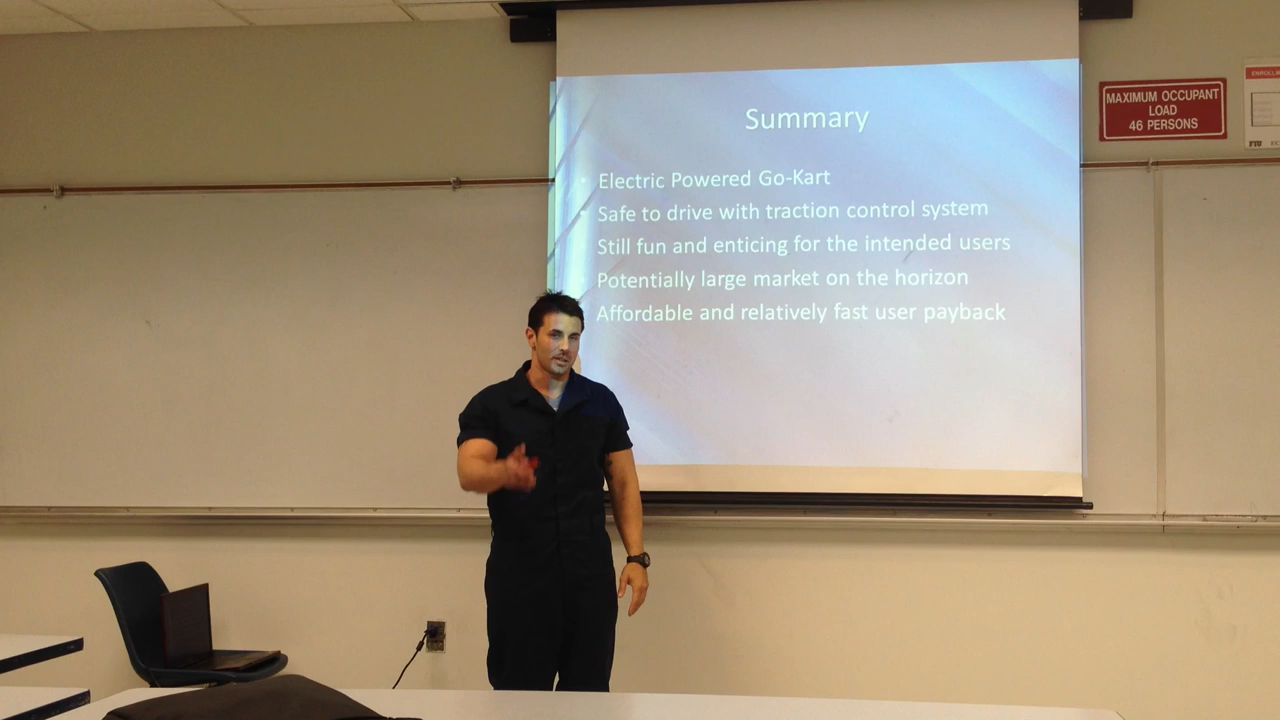 Summary
Electric Powered Go-Kart
Safe to drive with traction control system
Still fun and enticing for the intended users
Potentially large market on the horizon
Affordable and relatively fast user payback
MAXIMUM OCCUPANT
LOAD
46 PERSONS
FIU